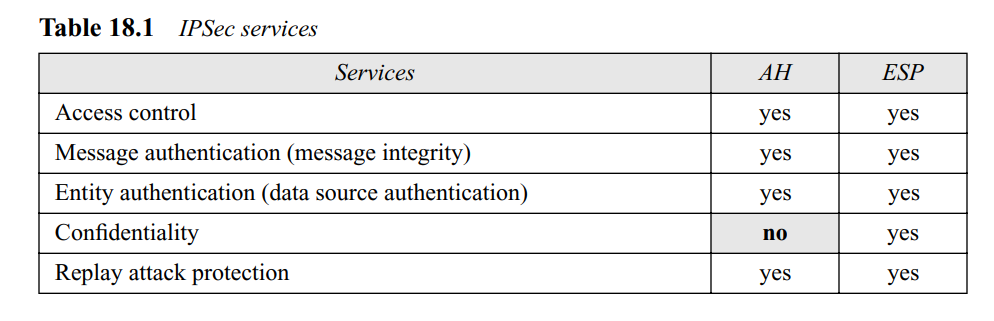 Table 18.1 IPSec services
Services AH ESP
Access control yes yes
Message authentication (message integrity) yes yes
Entity authentication (data source authentication) yes yes
Confidentiality no yes
Replay attack protection yes yes